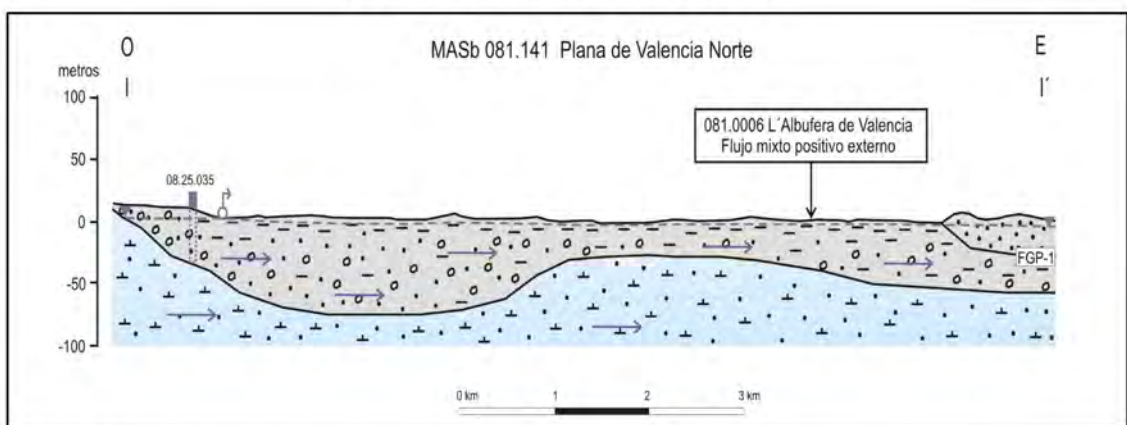 O
MASb 081.141 Plana de Valencia Norte
E
metros
I
I´
100
081.0006 L´Albufera de Valencia
Flujo mixto positivo externo
50
08.25.035
0
FGP-1
-50
-100
0 km
1
2
3 km